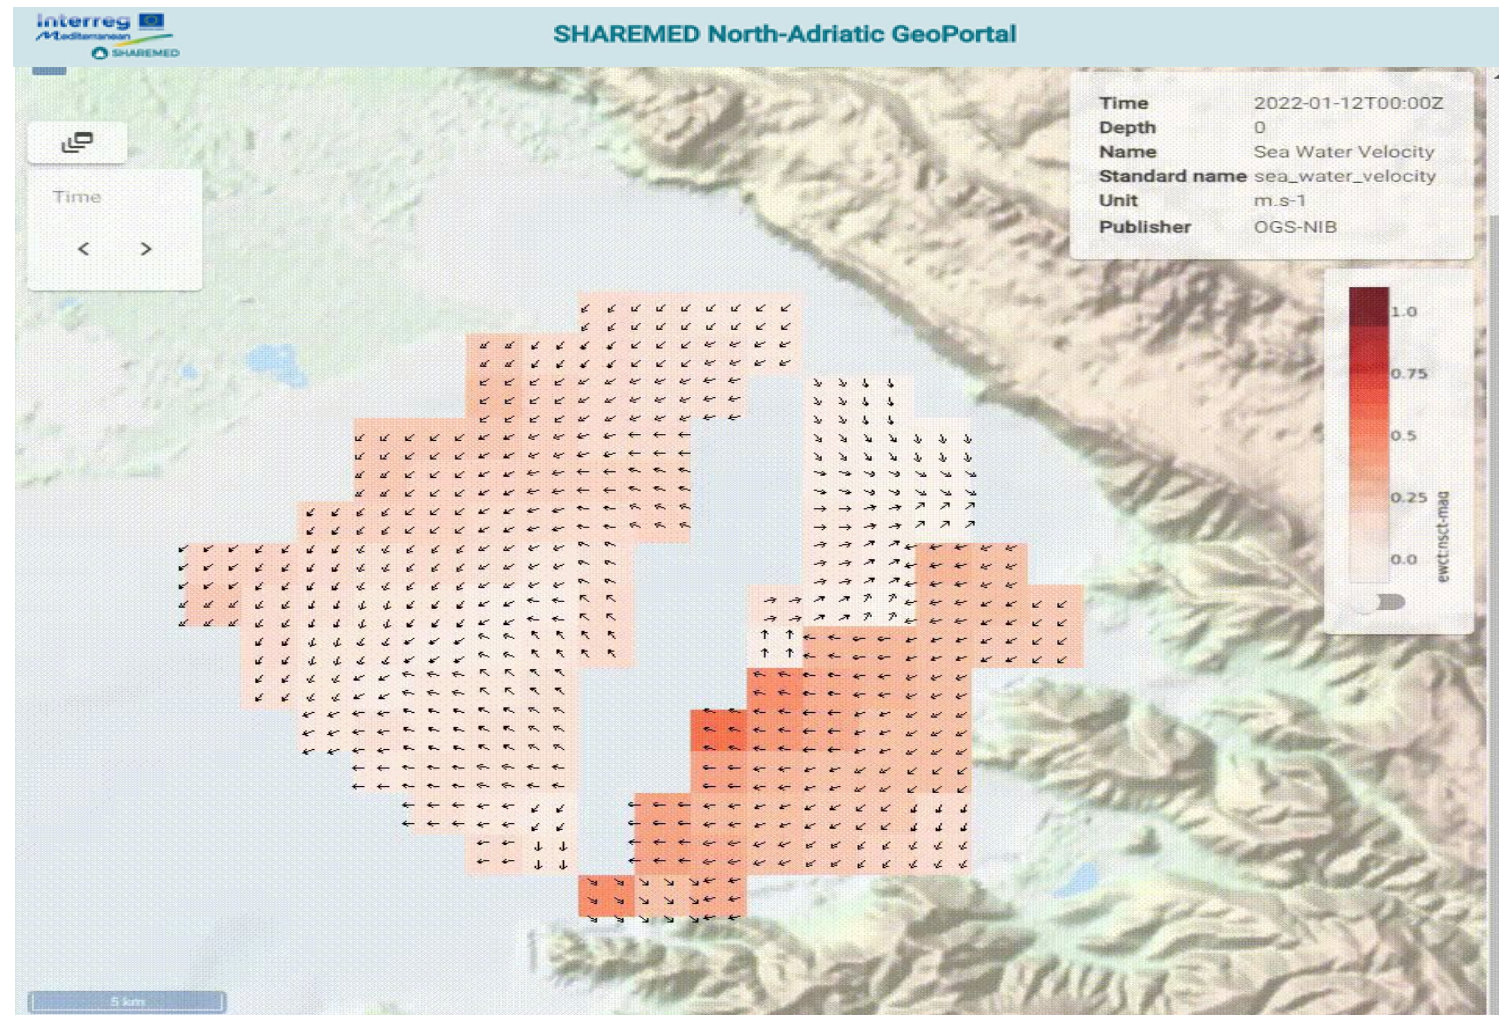 Interreg
Mediterranean
SHAREMED
SHAREMED North-Adriatic GeoPortal
Time 2022-01-12T00:00Z
Depth 0
Name Sea Water Velocity
Standard name sea_water_velocity
Unit m.s-1
Publisher OGS-NIB
Time
< >
1.0
0.75
0.5
0.25
0.0
ewct:nsct-mag
5 km